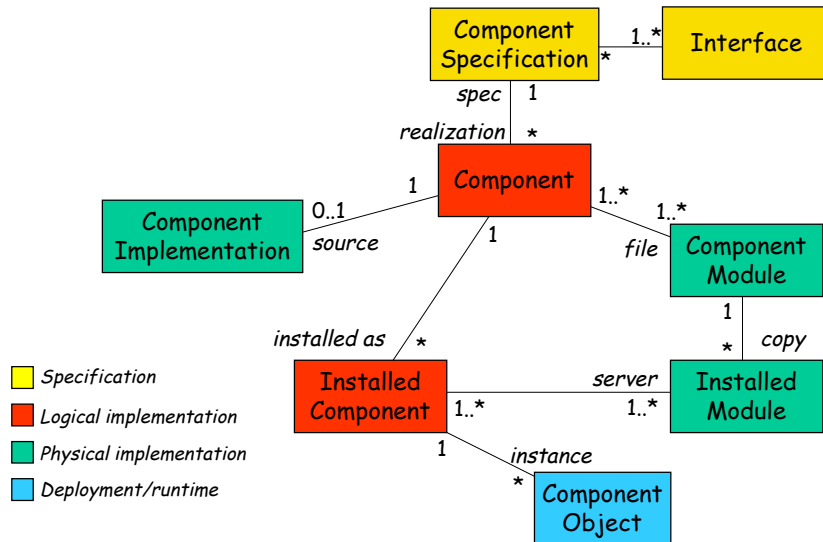 Component
Specification
1..*
*
Interface
spec
1
realization
*
Component
1
1..*
0..1
source
Component
Implementation
1
1..*
file
Component
Module
1
*
copy
installed as
*
Installed
Component
server
1..*
1..*
Installed
Module
1
instance
*
Component
Object
Specification
Logical implementation
Physical implementation
Deployment/runtime